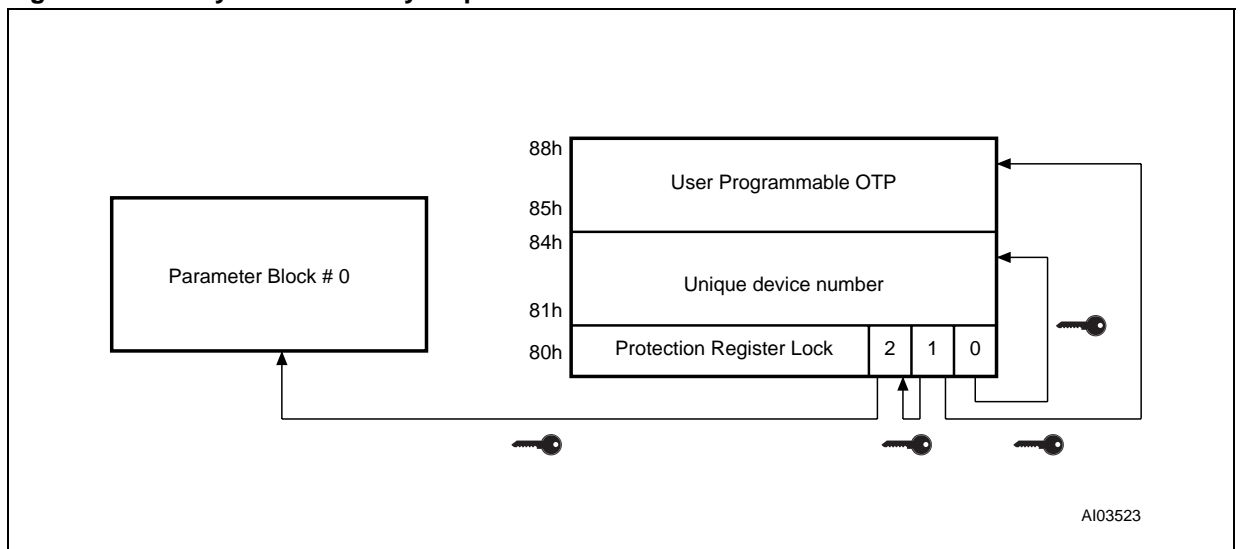 88h
User Programmable OTP
85h
84h
Parameter Block # 0
Unique device number
81h
80h
Protection Register Lock 2 1 0
AI03523